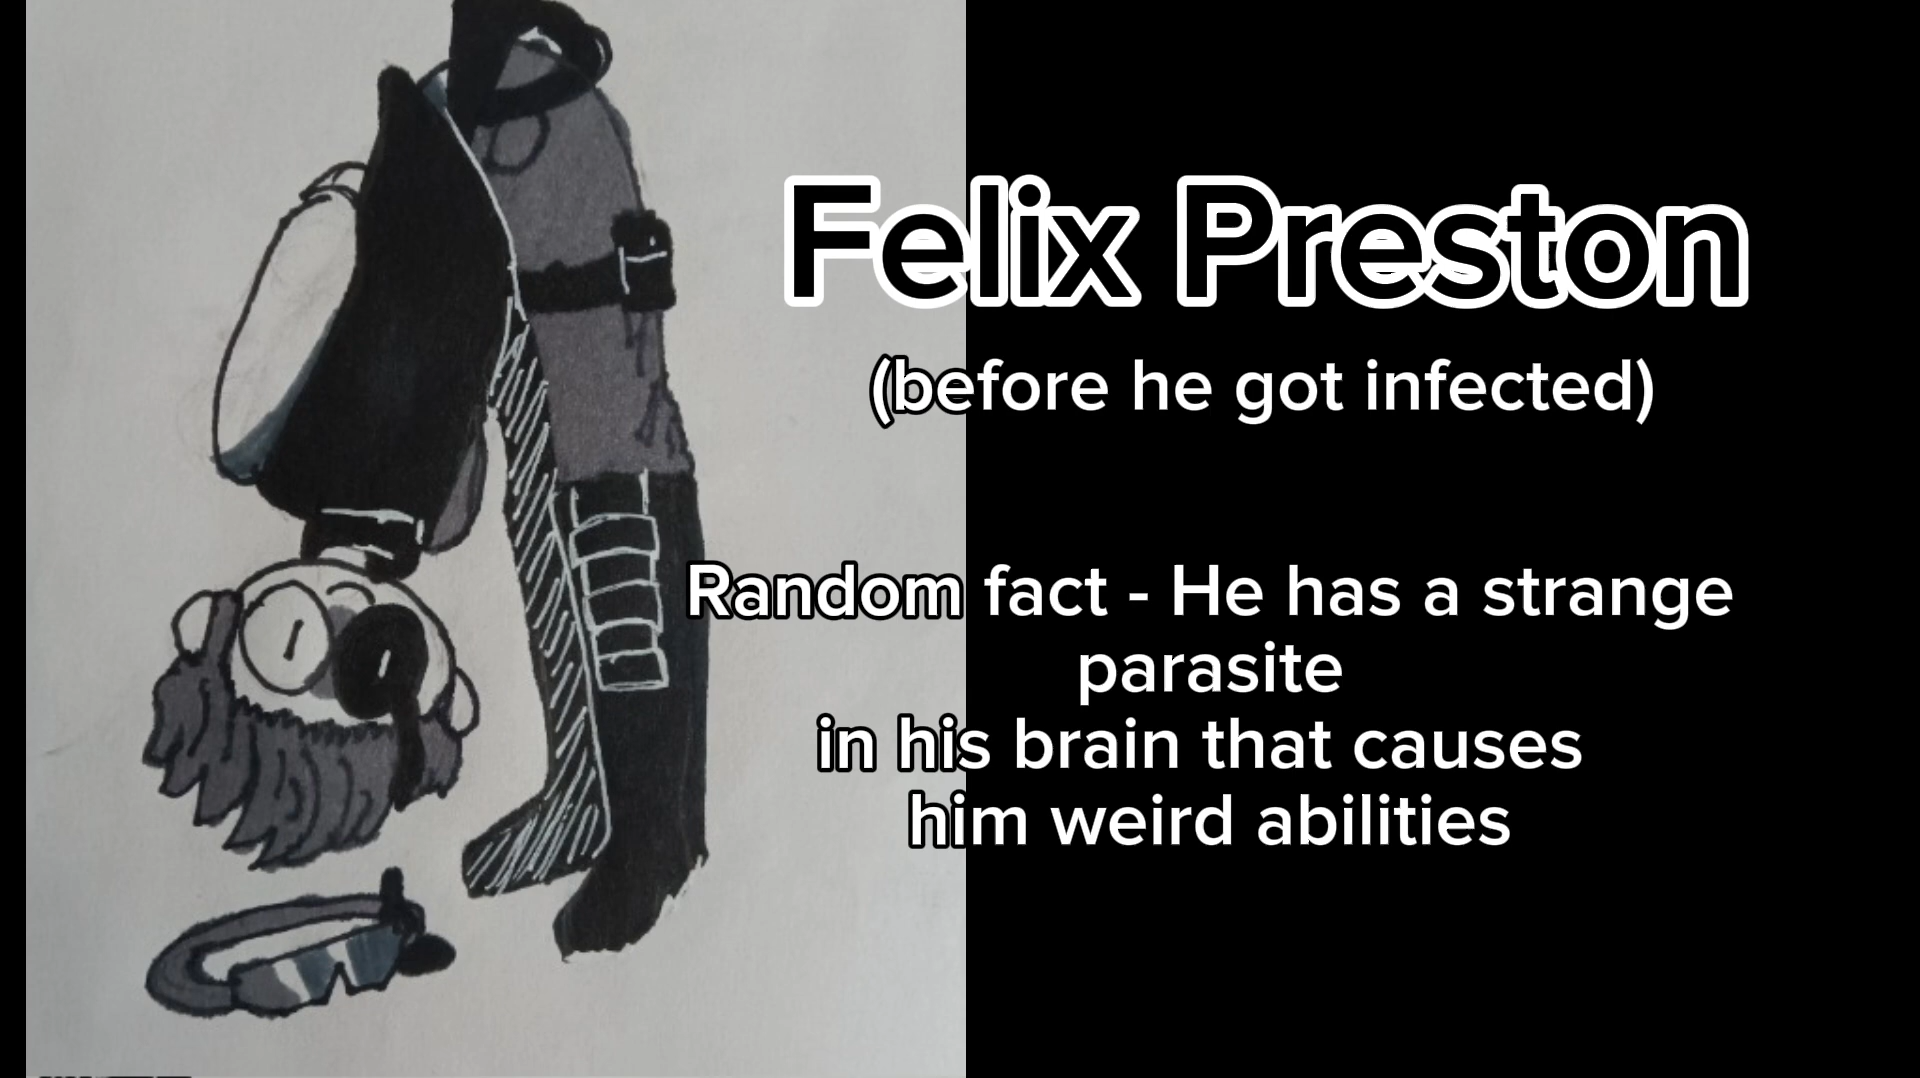 Felix Preston
(before he got infected)
Random fact - He has a strange
parasite
in his brain that causes
him weird abilities